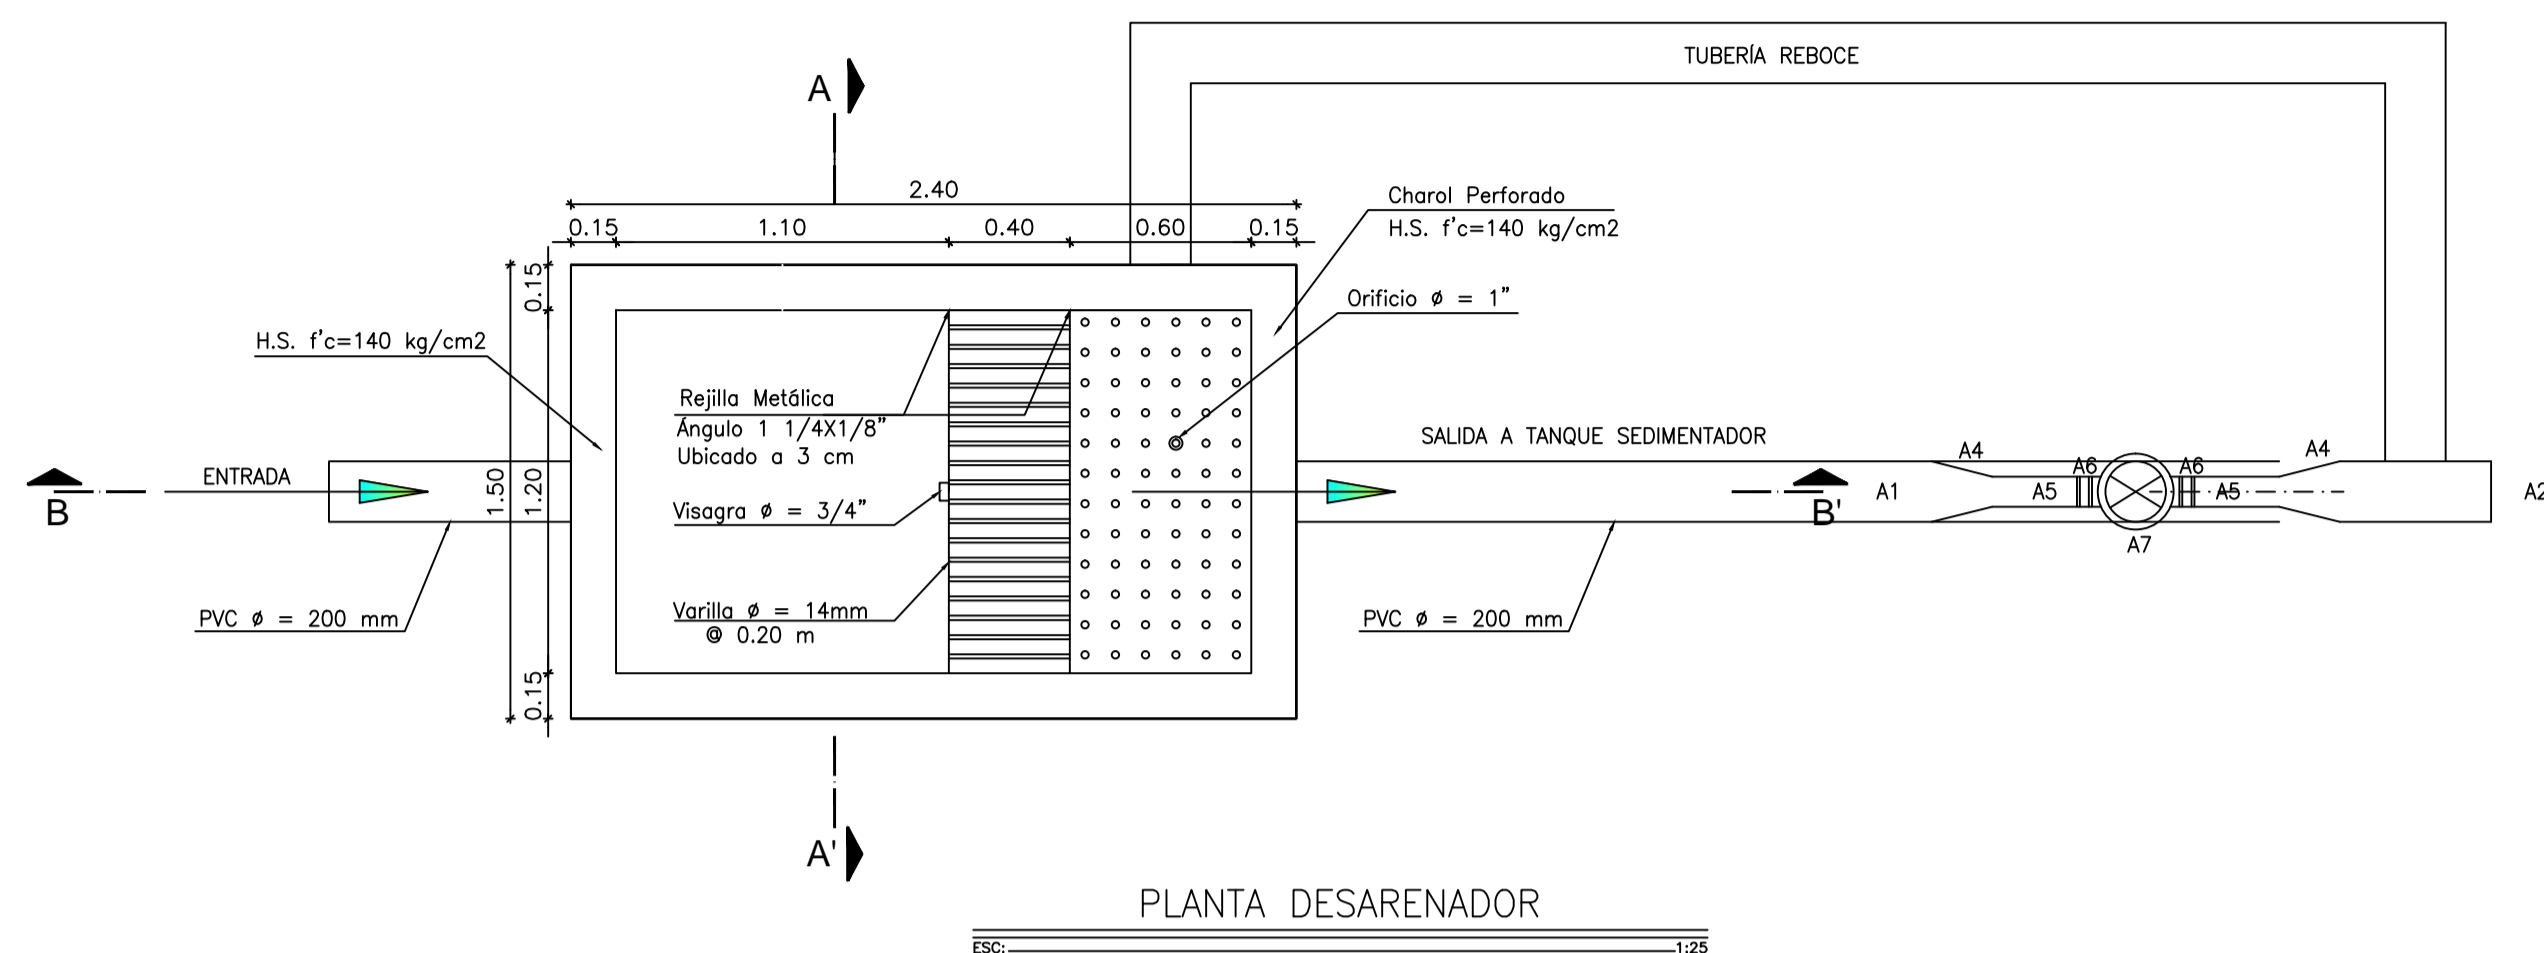 TUBERÍA REBOCE
A
2.40
0.15
1.10
0.40
0.60
0.15
Charol Perforado
H.S. f'c=140 kg/cm2
0.15
Orificio ø = 1"
H.S. f'c=140 kg/cm2
Rejilla Metálica
Ángulo 1 1/4X1/8"
Ubicado a 3 cm
SALIDA A TANQUE SEDIMENTADOR
A4
A4
ENTRADA
A6
A6
1.50
1.20
B
B'
A1
A5
A5
A2
Visagra ø = 3/4"
A7
Varilla ø = 14mm
@ 0.20 m
PVC ø = 200 mm
PVC ø = 200 mm
0.15
A'
PLANTA DESARENADOR
ESC: 1:25